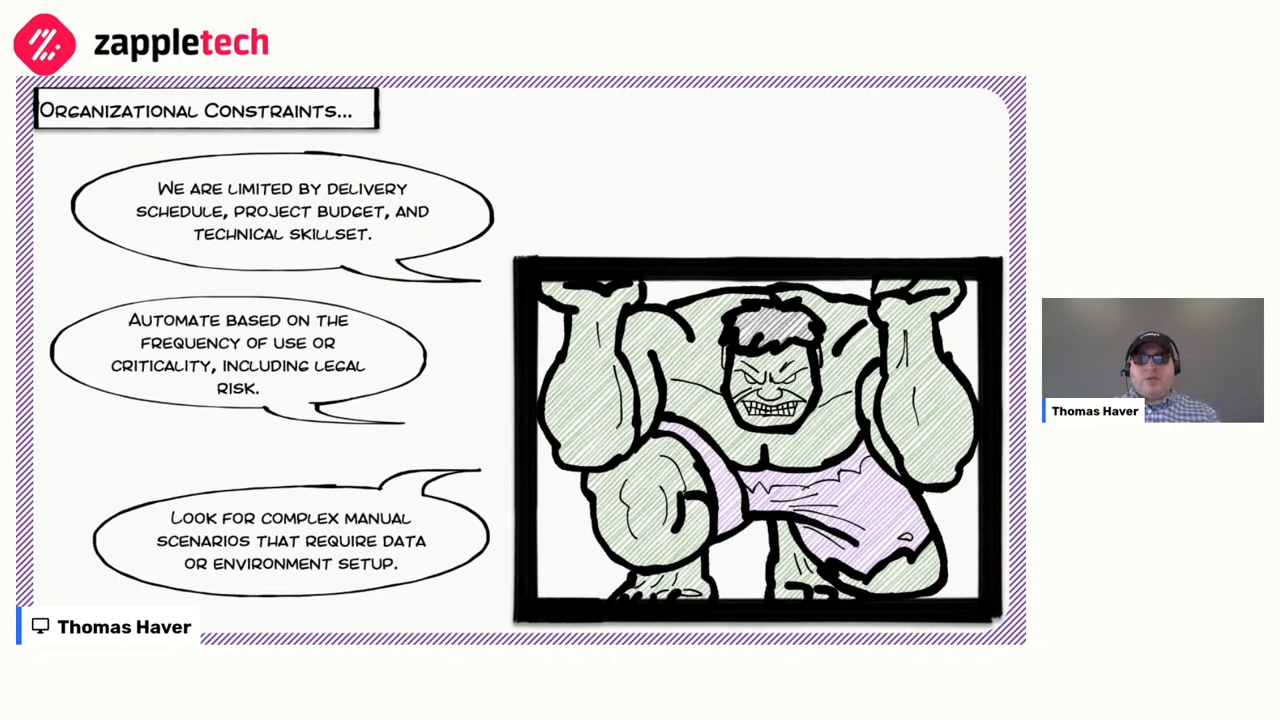 zappletech
Organizational Constraints...
We are limited by delivery
schedule, project budget, and
technical skillset.
Automate based on the
frequency of use or
criticality, including legal
risk.
Look for complex manual
scenarios that require data
or environment setup.
Thomas Haver
Thomas Haver